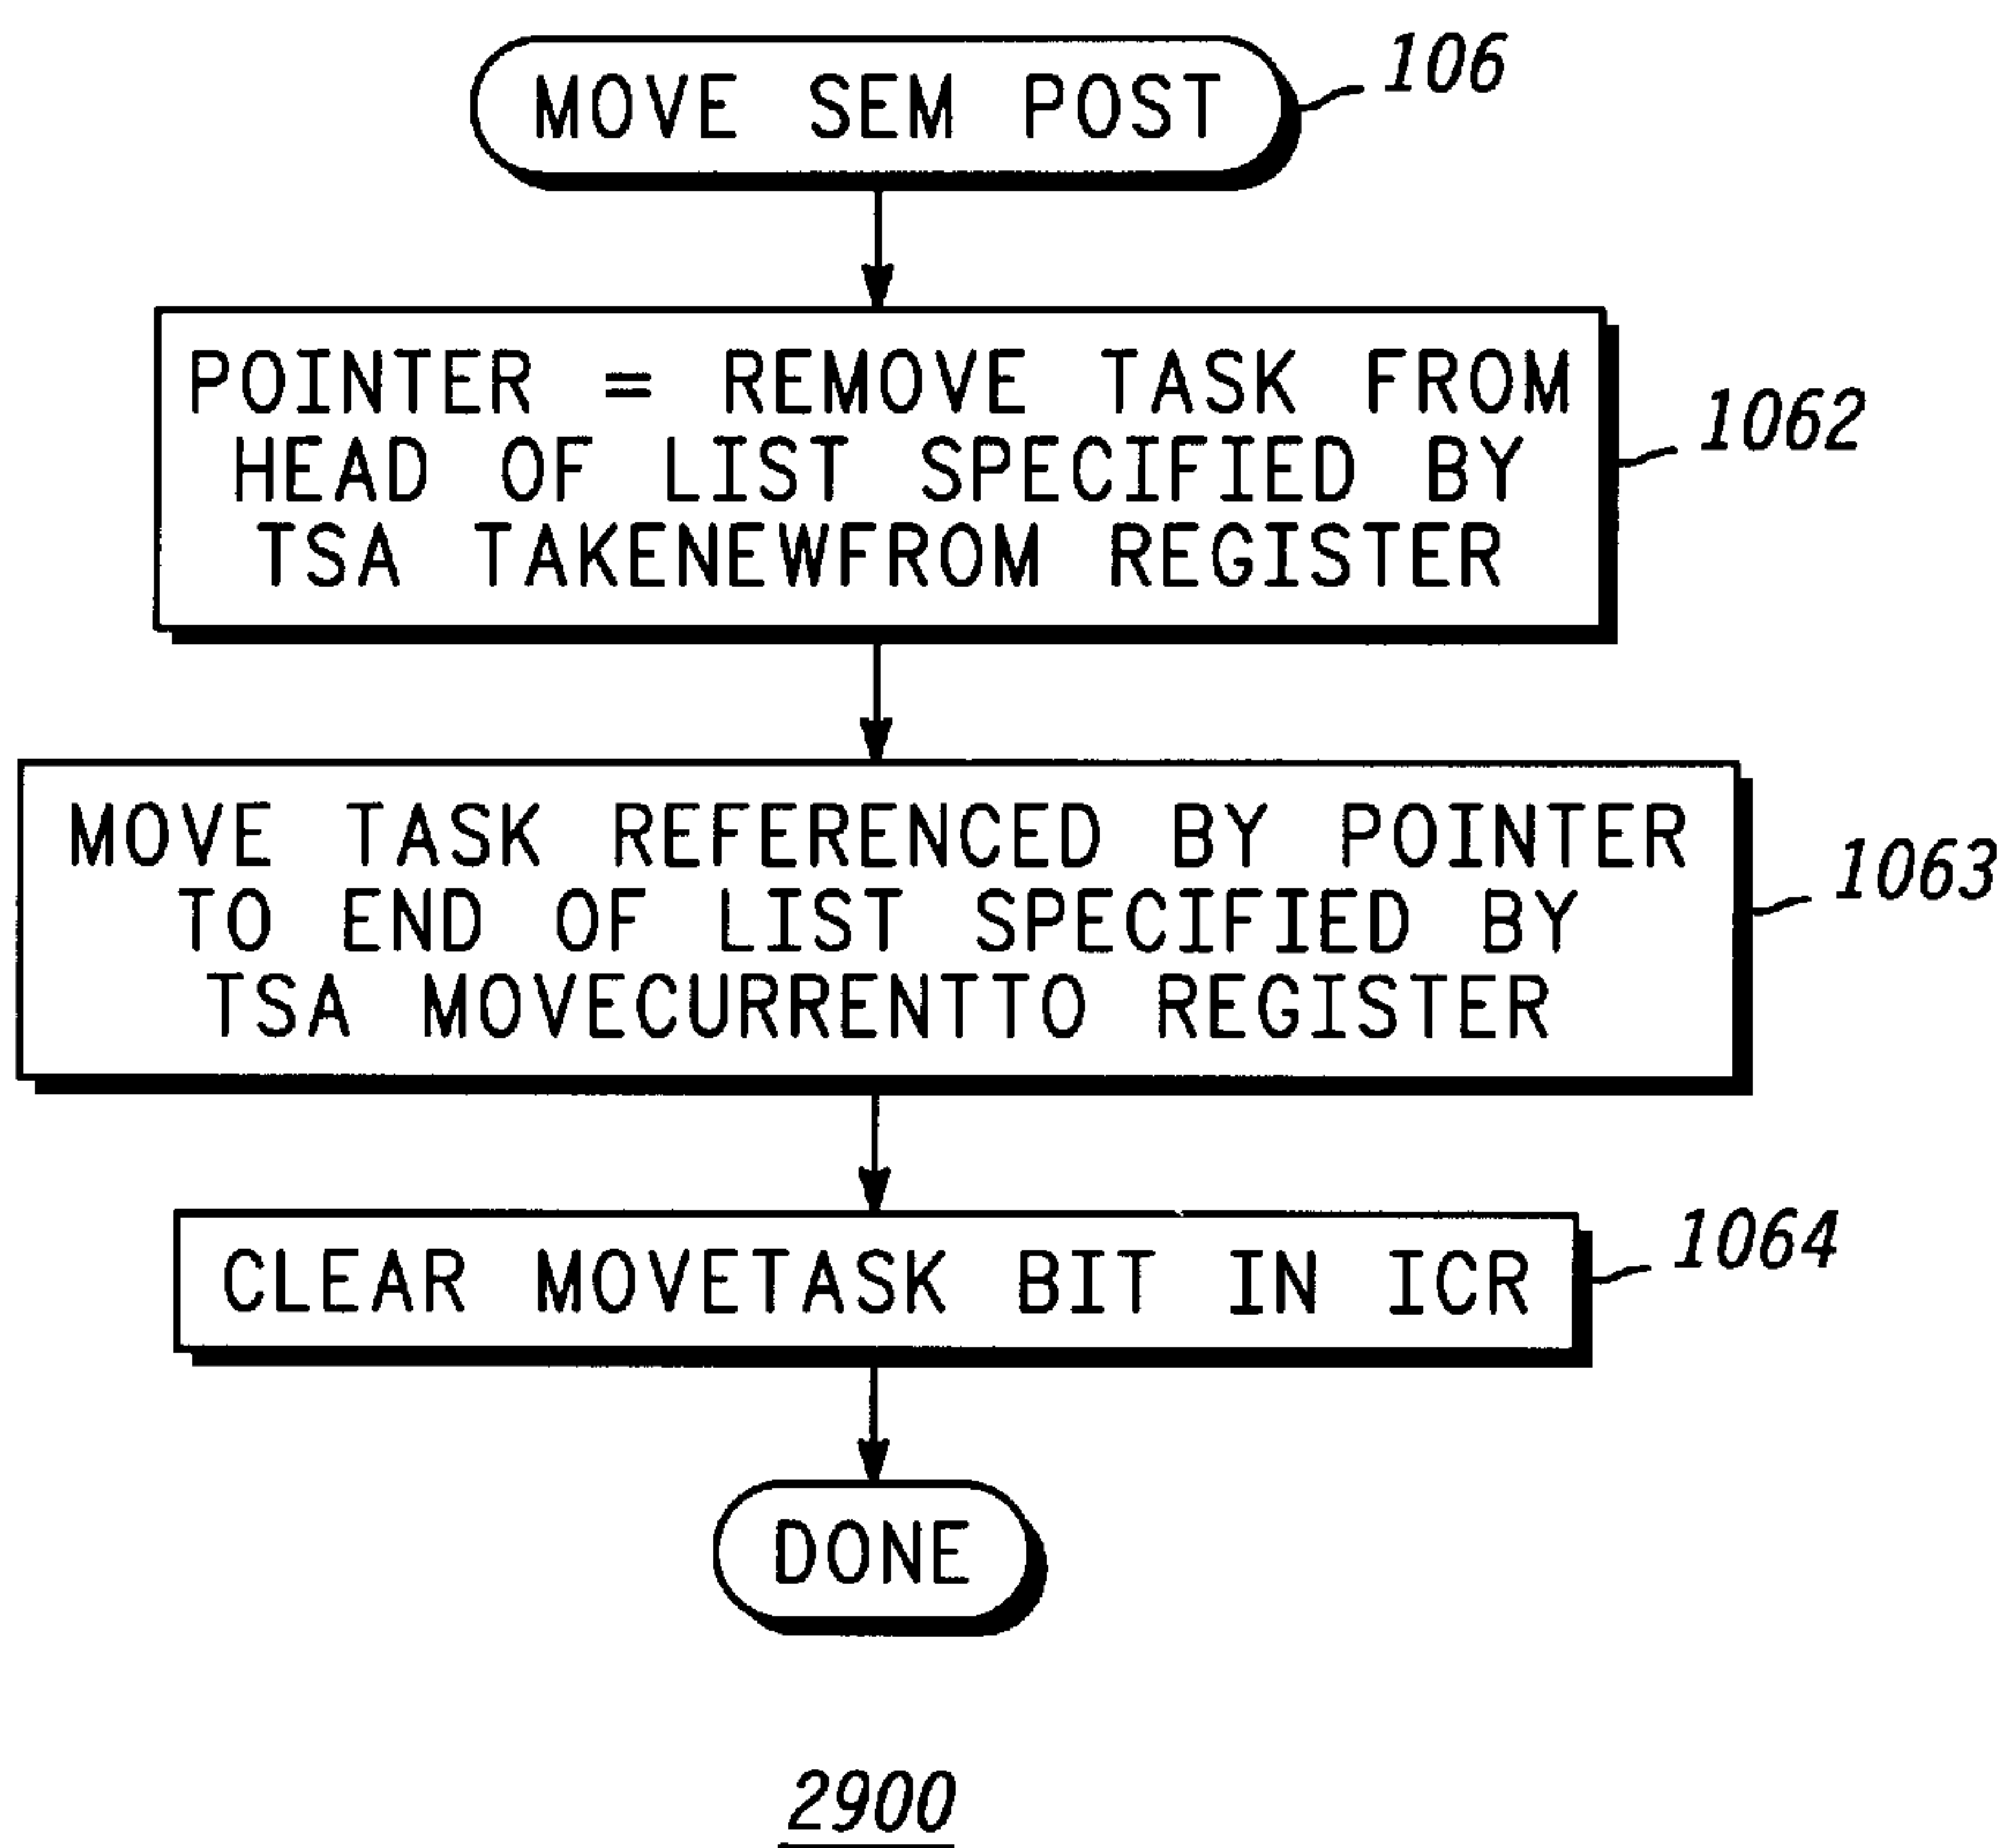 MOVE SEM POST
106
POINTER = REMOVE TASK FROM
HEAD OF LIST SPECIFIED BY
TSA TAKENEWFROM REGISTER
1062
MOVE TASK REFERENCED BY POINTER
TO END OF LIST SPECIFIED BY
TSA MOVECURRENTTO REGISTER
1063
CLEAR MOVETASK BIT IN ICR
1064
DONE
2900